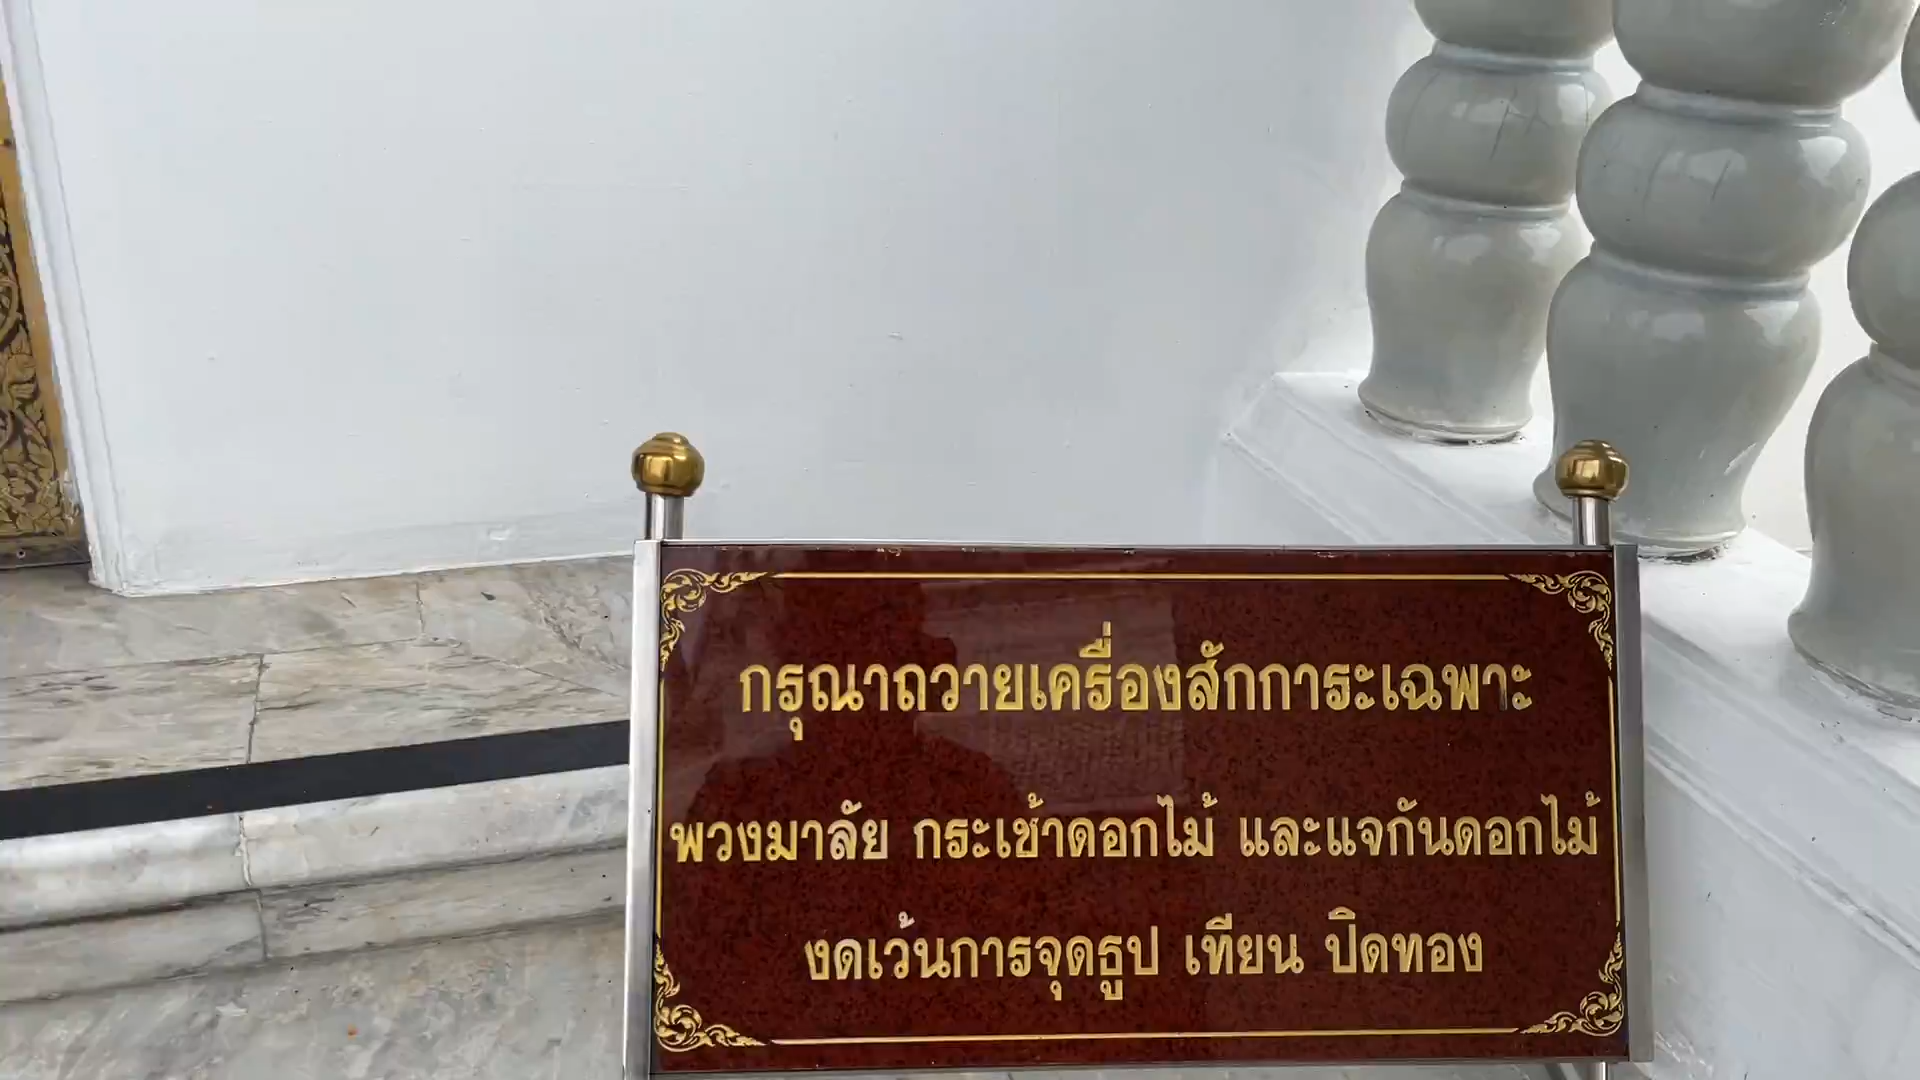 กรุณาถวายเครื่องสักการะเฉพาะ
พวงมาลัย กระเช้าดอกไม้ และแจกันดอกไม้
งดเว้นการจุดธูป เทียน ปิดทอง